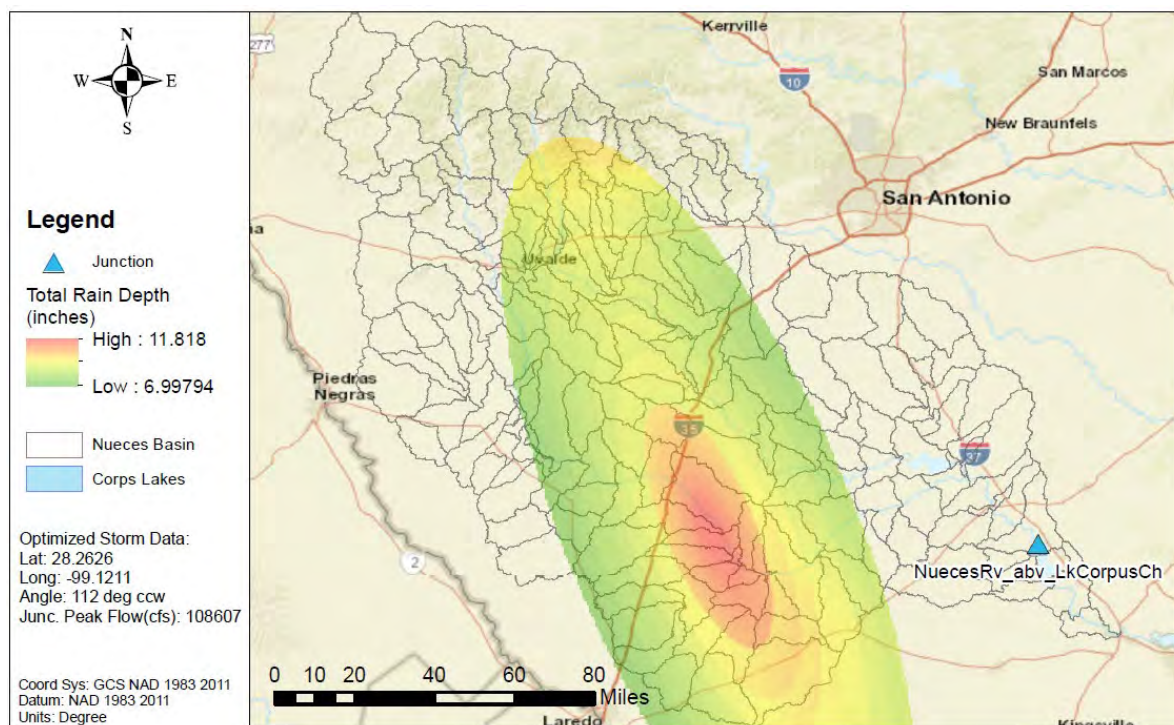 N
W
E
S
Legend
Junction
Total Rain Depth
(inches)
High : 11.818
Low : 6.99794
Nueces Basin
Corps Lakes
Optimized Storm Data:
Lat: 28.2626
Long: -99.1211
Angle: 112 deg ccw
Junc. Peak Flow(cfs): 108607
Coord Sys: GCS NAD 1983 2011
Datum: NAD 1983 2011
Units: Degree
277
Kerrville
10
San Marcos
New Braunfels
San Antonio
Uvalde
Piedras
Negras
35
37
2
NuecesRv_abv_LkCorpusCh
0 10 20 40 60 80
Miles
Laredo
Kingsville